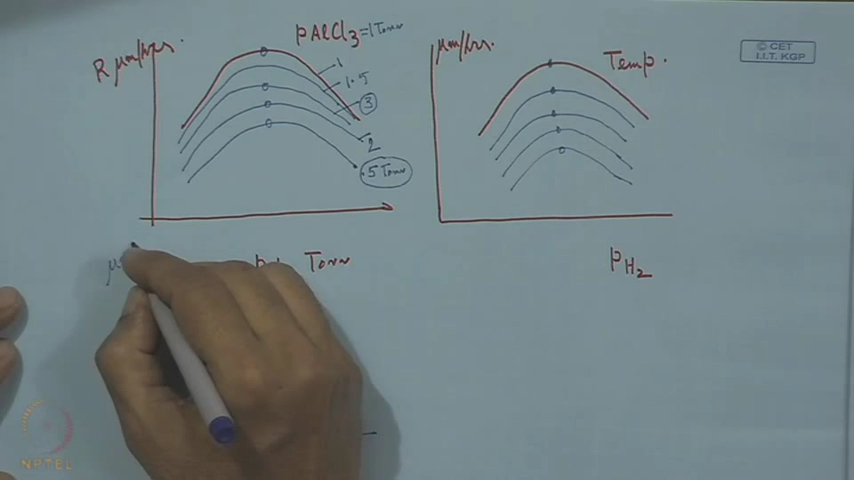 R μm/hrs.
pAlCl3 = 1 Torr
1
1.5
3
2
.5 Torr
μm/hrs.
Temp.
© CET
I.I.T. KGP
Torr
PH2
μ
NPTEL